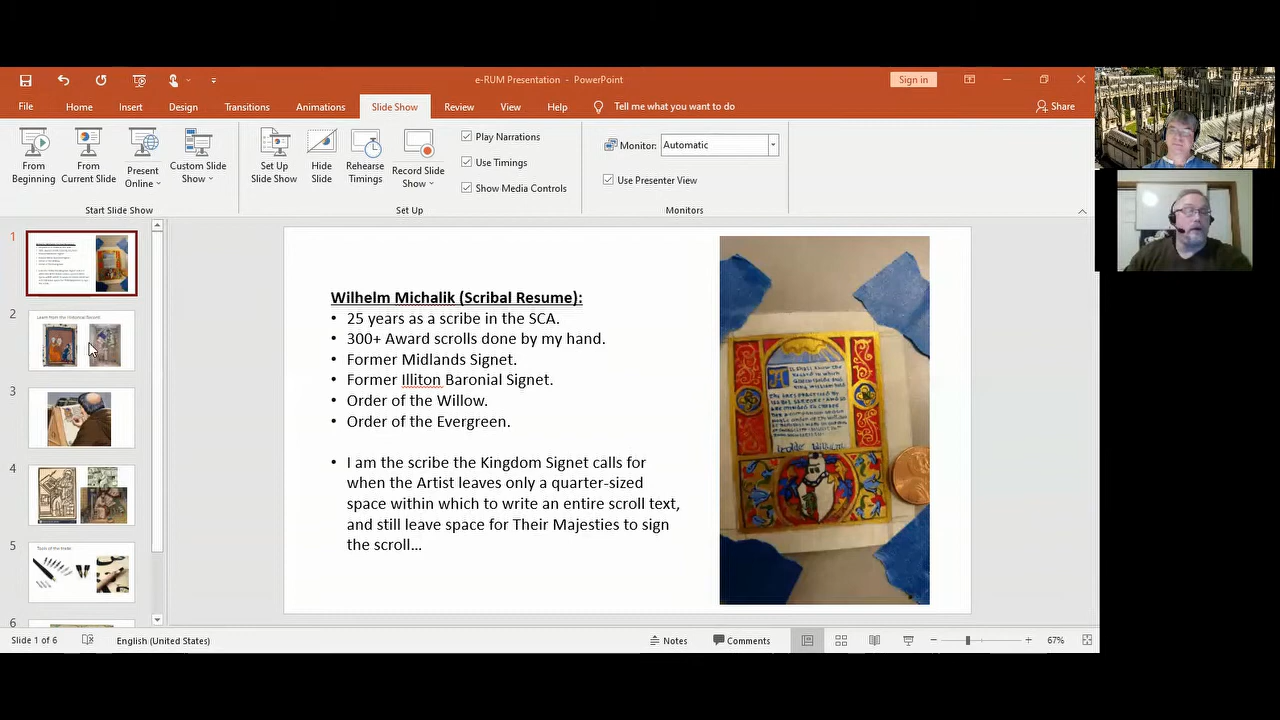 e-RUM Presentation - PowerPoint
Sign in
File
Home
Insert
Design
Transitions
Animations
Slide Show
Review
View
Help
Tell me what you want to do
Share
From Beginning
From Current Slide
Present Online
Custom Slide Show
Start Slide Show
Set Up Slide Show
Hide Slide
Rehearse Timings
Record Slide Show
Play Narrations
Use Timings
Show Media Controls
Set Up
Monitor: Automatic
Use Presenter View
Monitors
1
2
3
4
5
Tools of the trade
6
Wilhelm Michalik (Scribal Resume):
• 25 years as a scribe in the SCA.
• 300+ Award scrolls done by my hand.
• Former Midlands Signet.
• Former Illiton Baronial Signet.
• Order of the Willow.
• Order of the Evergreen.
• I am the scribe the Kingdom Signet calls for
when the Artist leaves only a quarter-sized
space within which to write an entire scroll text,
and still leave space for Their Majesties to sign
the scroll...
Slide 1 of 6
English (United States)
Notes
Comments
67%